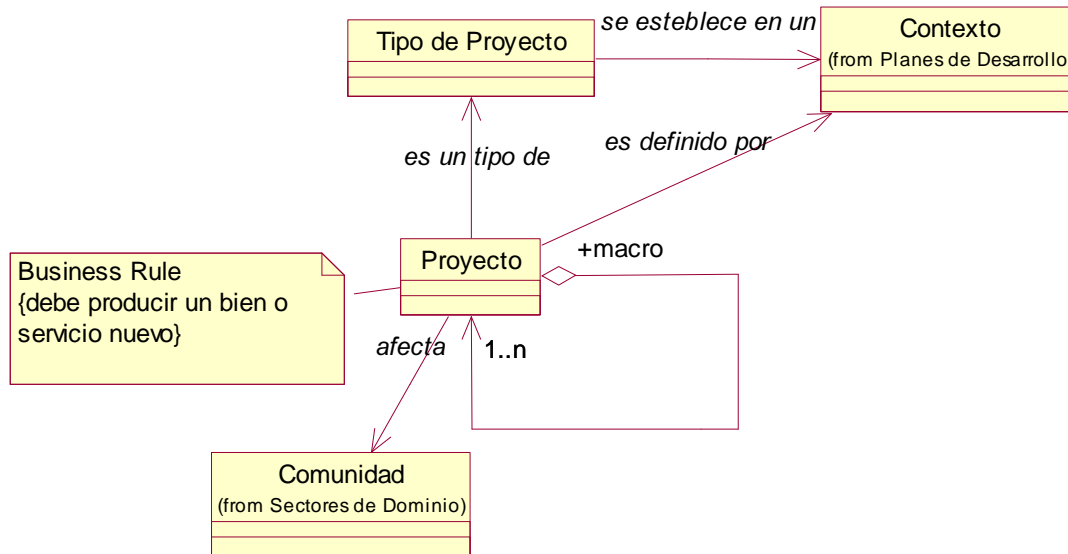 Tipo de Proyecto
se esteblece en un
Contexto
(from Planes de Desarrollo
es un tipo de
es definido por
Proyecto
+macro
Business Rule
{debe producir un bien o
servicio nuevo}
afecta
1..n
Comunidad
(from Sectores de Dominio)